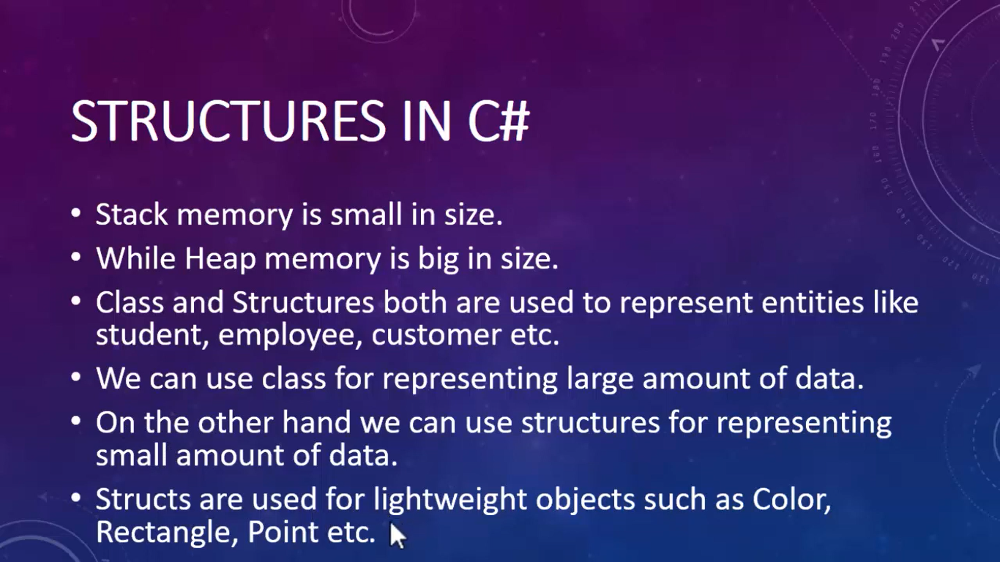 STRUCTURES IN C#
• Stack memory is small in size.
• While Heap memory is big in size.
• Class and Structures both are used to represent entities like
student, employee, customer etc.
• We can use class for representing large amount of data.
• On the other hand we can use structures for representing
small amount of data.
• Structs are used for lightweight objects such as Color,
Rectangle, Point etc.